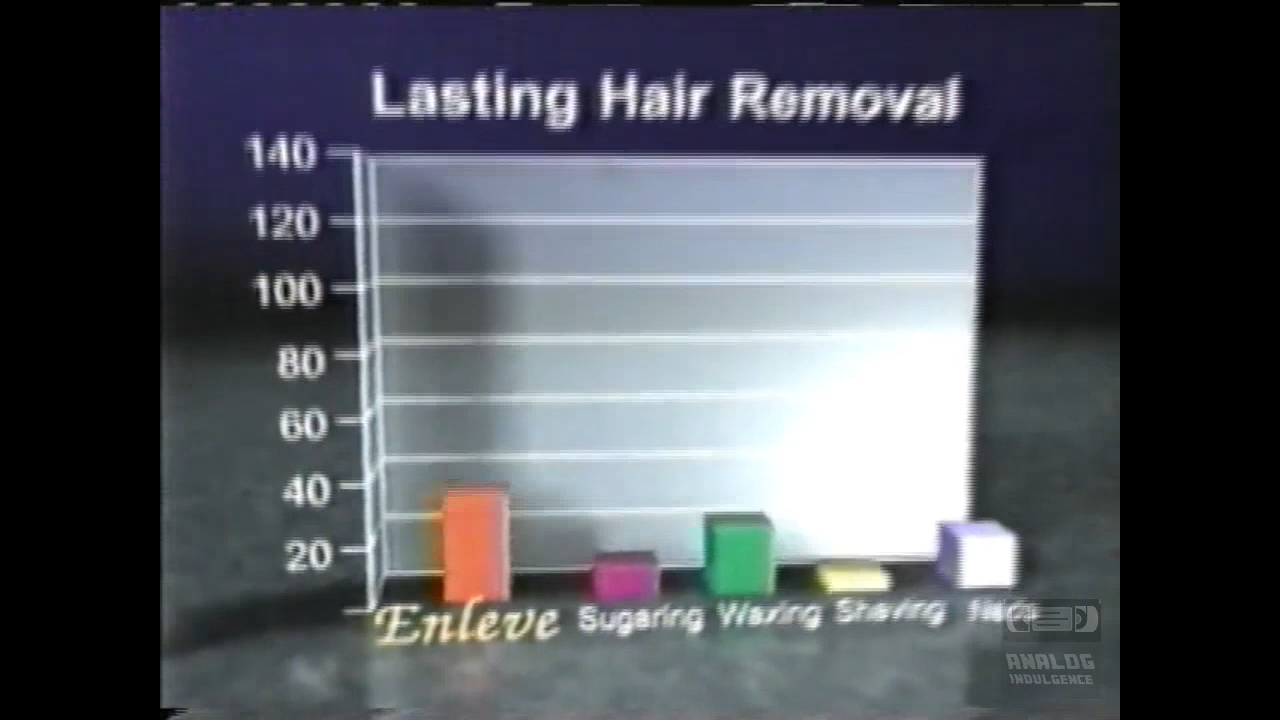 Lasting Hair Removal
140
120
100
80
60
40
20
Enleve Sugaring Waxing Shaving
ANALOG
INDULGENCE